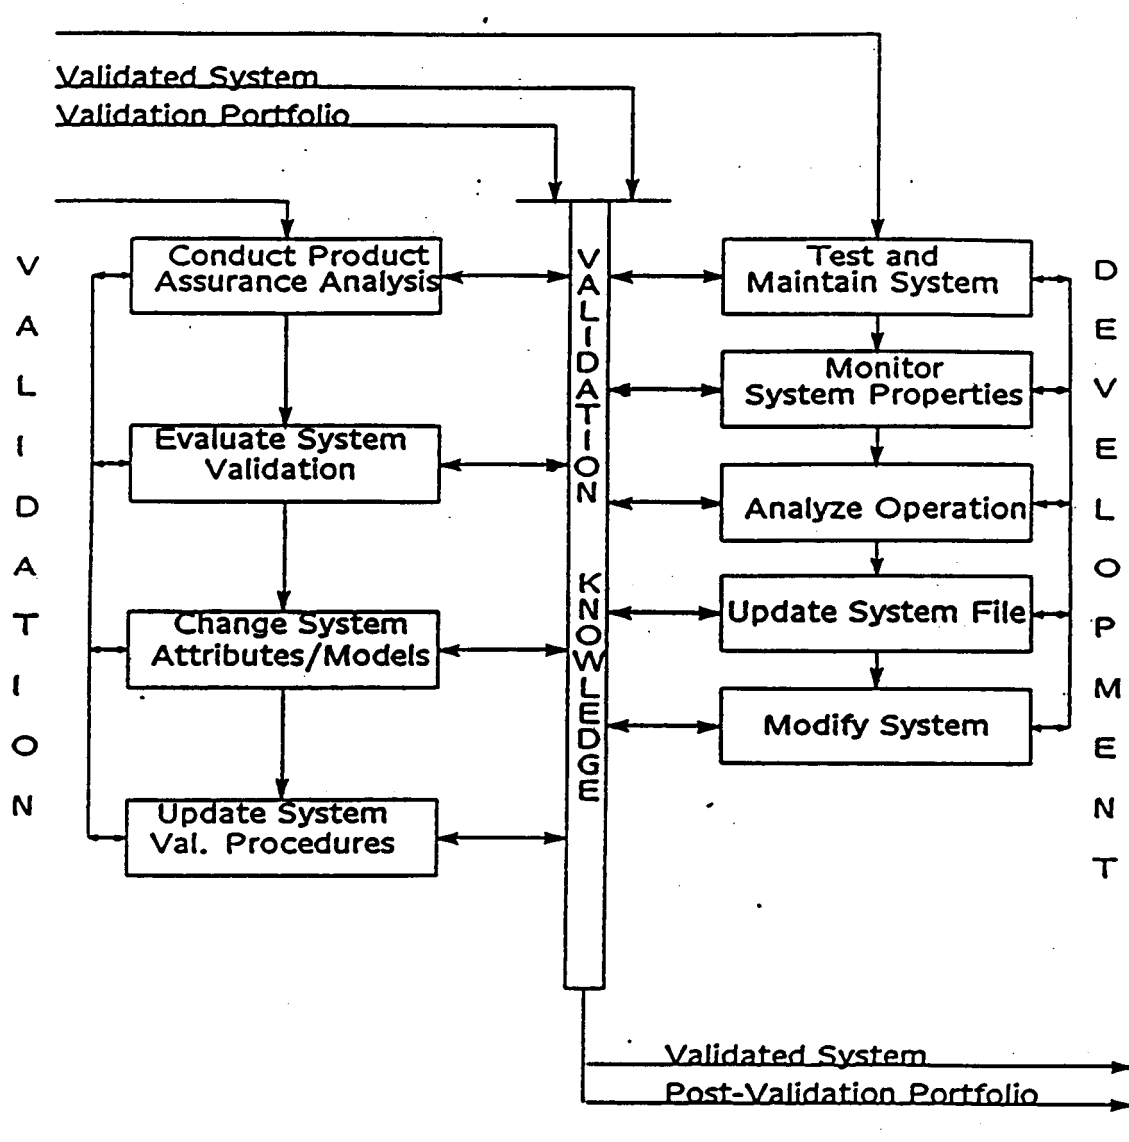 Validated System
Validation Portfolio
VALIDATION
Conduct Product
Assurance Analysis
Evaluate System
Validation
Change System
Attributes/Models
Update System
Val. Procedures
VALIDATION KNOWLEDGE
Test and
Maintain System
Monitor
System Properties
Analyze Operation
Update System File
Modify System
DEVELOPMENT
Validated System
Post-Validation Portfolio